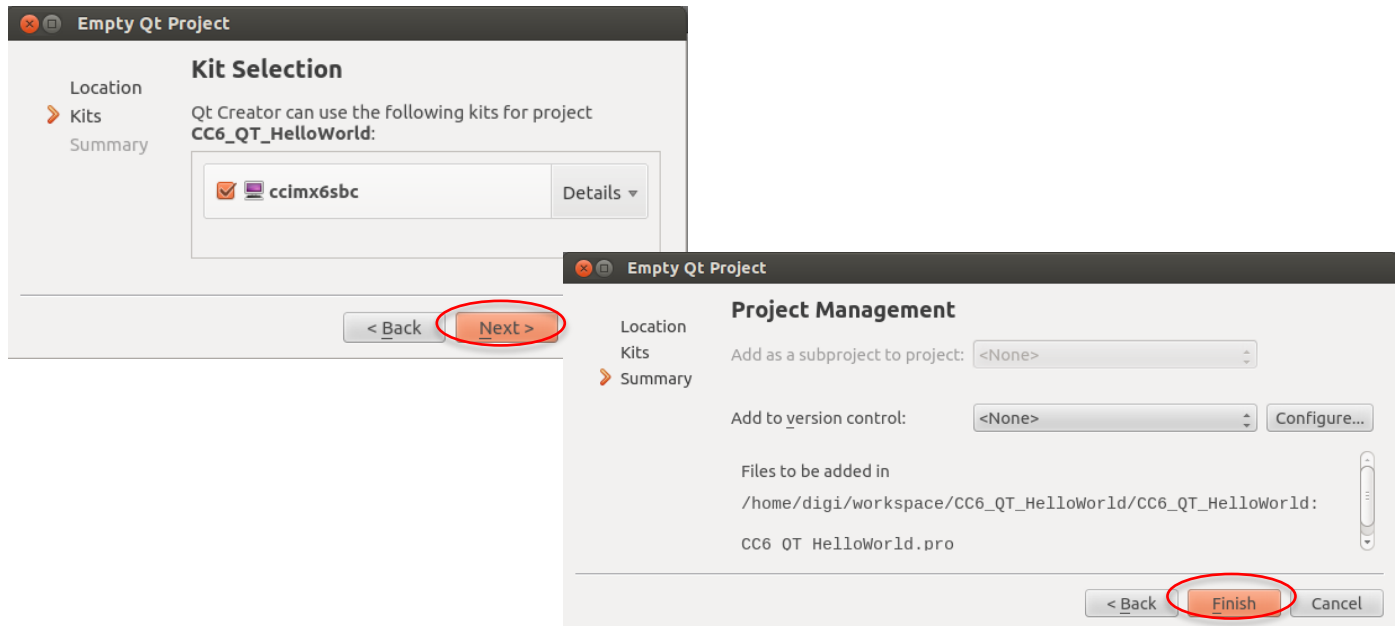 Empty Qt Project
Kit Selection
Location
Kits
Summary
Qt Creator can use the following kits for project
CC6_QT_HelloWorld:
ccimx6sbc
Details
< Back
Next >
Empty Qt Project
Project Management
Location
Kits
Summary
Add as a subproject to project: <None>
Add to version control: <None> Configure...
Files to be added in
/home/digi/workspace/CC6_QT_HelloWorld/CC6_QT_HelloWorld:
CC6_QT_HelloWorld.pro
< Back
Finish
Cancel